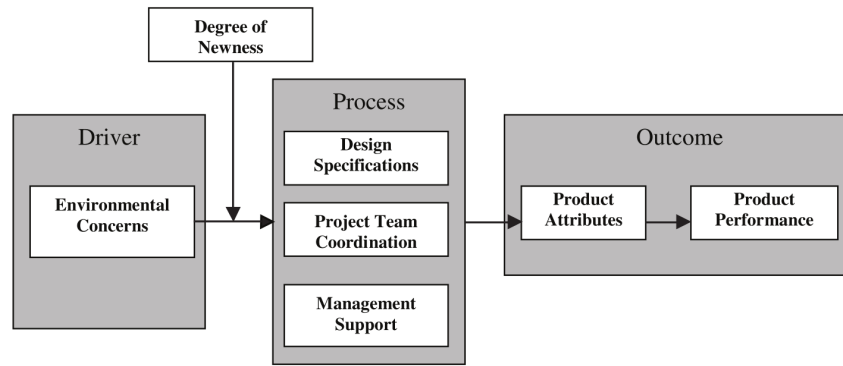 Degree of
Newness
Driver
Environmental
Concerns
Process
Design
Specifications
Project Team
Coordination
Management
Support
Outcome
Product
Attributes
Product
Performance